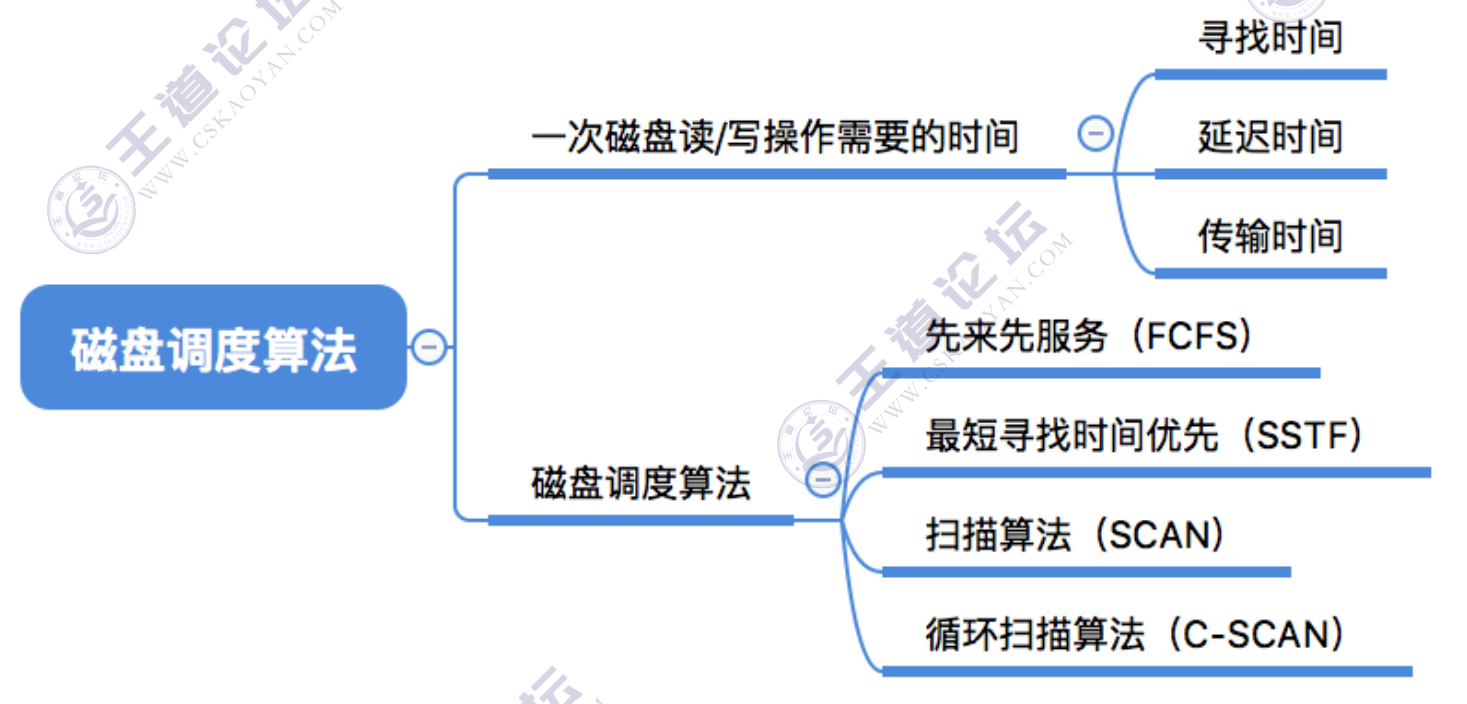 王道论坛
WWW.CSKAOYAN.COM
寻找时间
一次磁盘读/写操作需要的时间
延迟时间
传输时间
王道论坛
WWW.CSKAOYAN.COM
磁盘调度算法
先来先服务（FCFS）
最短寻找时间优先（SSTF）
磁盘调度算法
扫描算法（SCAN）
循环扫描算法（C-SCAN）
坛